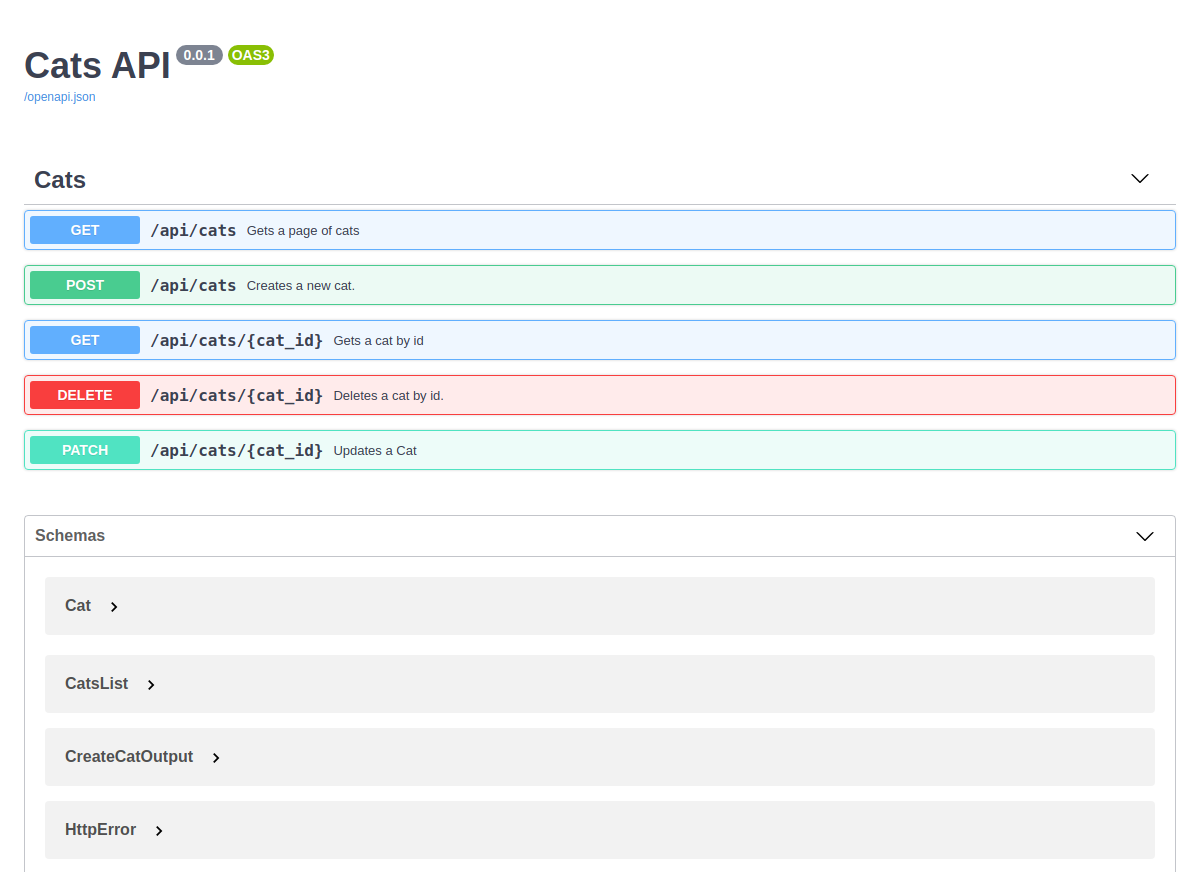 Cats API 0.0.1 OAS3
/openapi.json
Cats
GET /api/cats Gets a page of cats
POST /api/cats Creates a new cat.
GET /api/cats/{cat_id} Gets a cat by id
DELETE /api/cats/{cat_id} Deletes a cat by id.
PATCH /api/cats/{cat_id} Updates a Cat
Schemas
Cat
CatsList
CreateCatOutput
HttpError